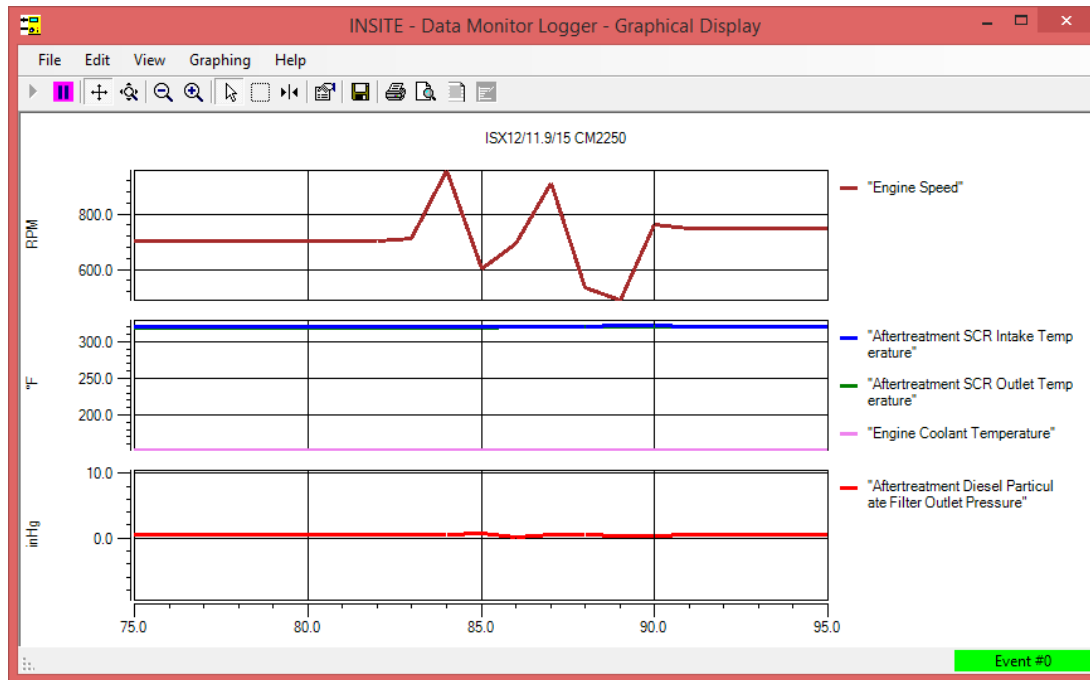 INSITE - Data Monitor Logger - Graphical Display
File Edit View Graphing Help
ISX12/11.9/15 CM2250
RPM
800.0
600.0
"Engine Speed"
°F
300.0
250.0
200.0
"Aftertreatment SCR Intake Temp
erature"
"Aftertreatment SCR Outlet Temp
erature"
"Engine Coolant Temperature"
inHg
10.0
0.0
"Aftertreatment Diesel Particul
ate Filter Outlet Pressure"
75.0 80.0 85.0 90.0 95.0
Event #0